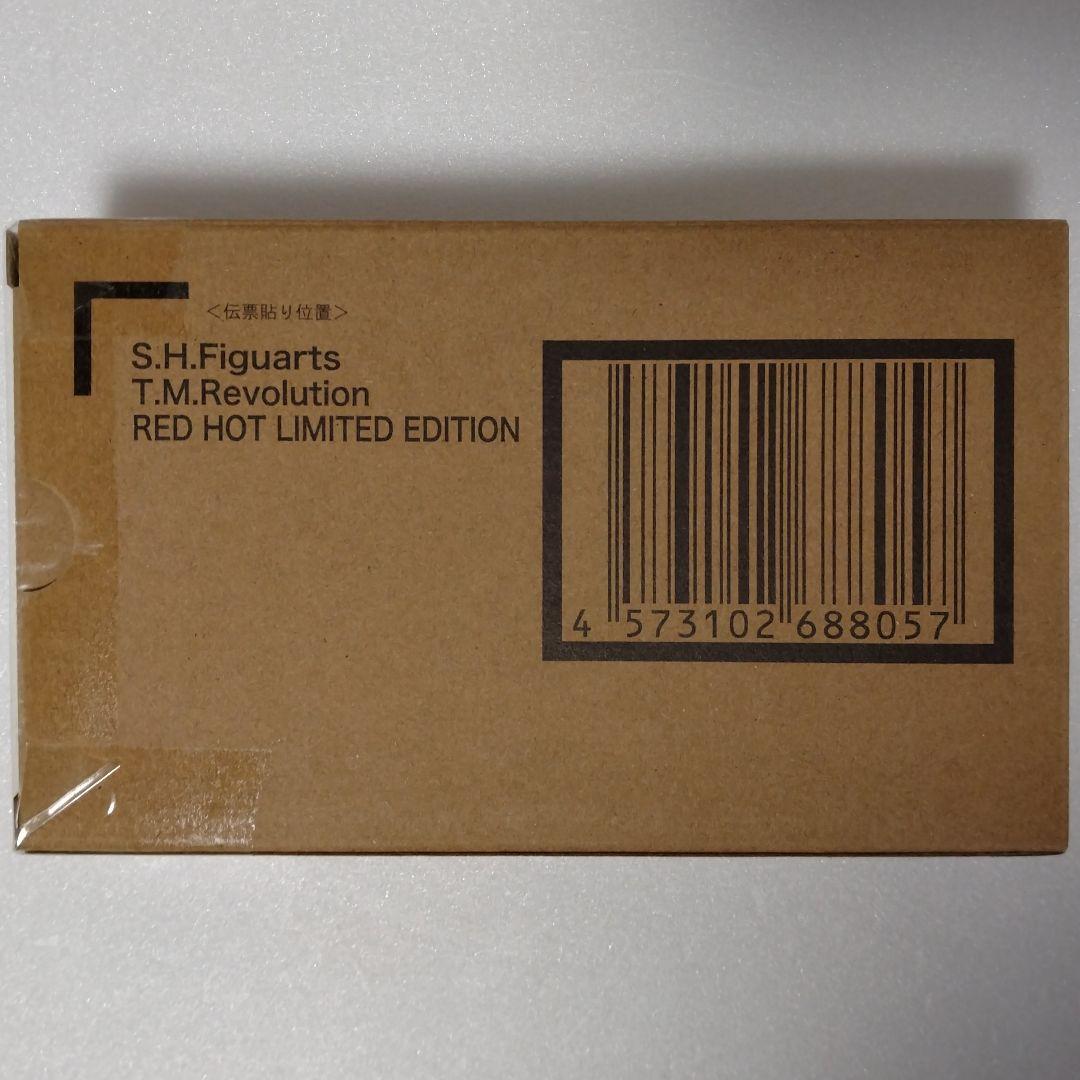 ＜伝票貼り位置＞
S.H.Figuarts
T.M.Revolution
RED HOT LIMITED EDITION
4 573102 688057